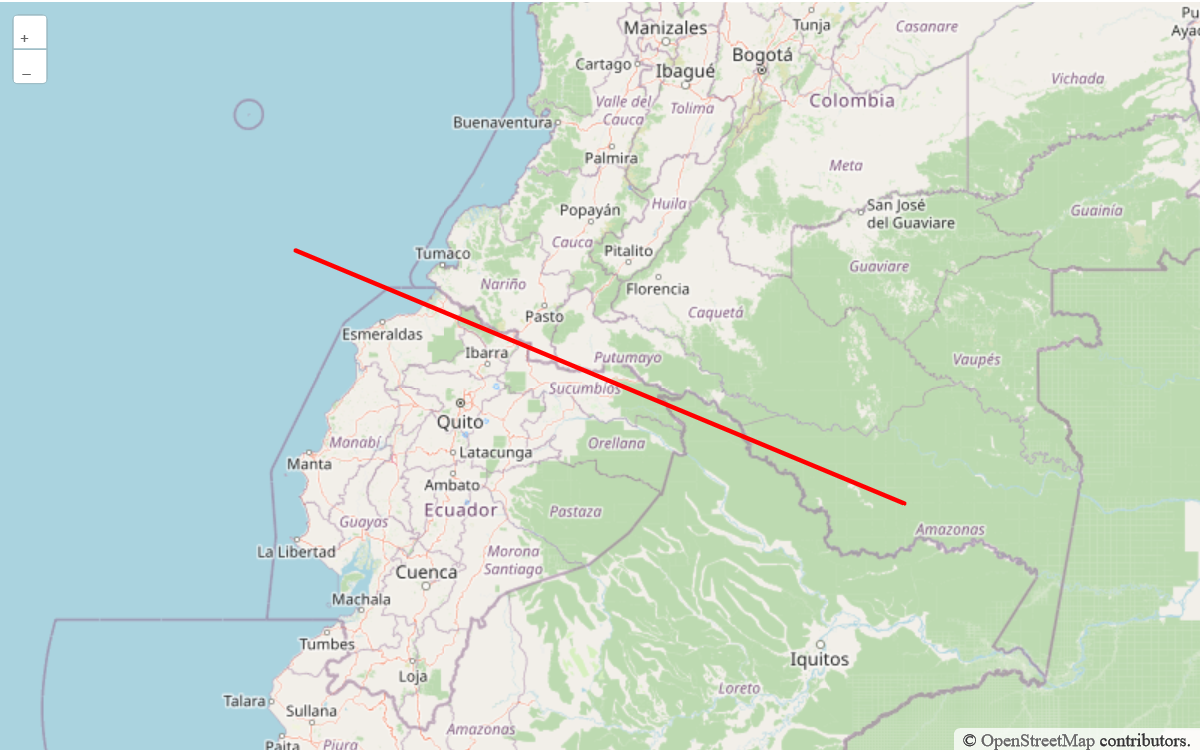 +
–
Manizales
Tunja
Casanare
Cartago
Ibagué
Bogotá
Vichada
Valle del
Cauca
Tolima
Colombia
Buenaventura
Palmira
Meta
Popayán
Huila
San José
del Guaviare
Guainía
Cauca
Pitalito
Tumaco
Guaviare
Nariño
Florencia
Pasto
Caquetá
Esmeraldas
Ibarra
Putumayo
Vaupés
Sucumbíos
Quito
Manabí
Latacunga
Orellana
Manta
Ambato
Ecuador
Pastaza
Guayas
Amazonas
La Libertad
Morona
Santiago
Cuenca
Machala
Tumbes
Iquitos
Loja
Loreto
Talara
Sullana
Amazonas
Paita
Piura
© OpenStreetMap contributors.